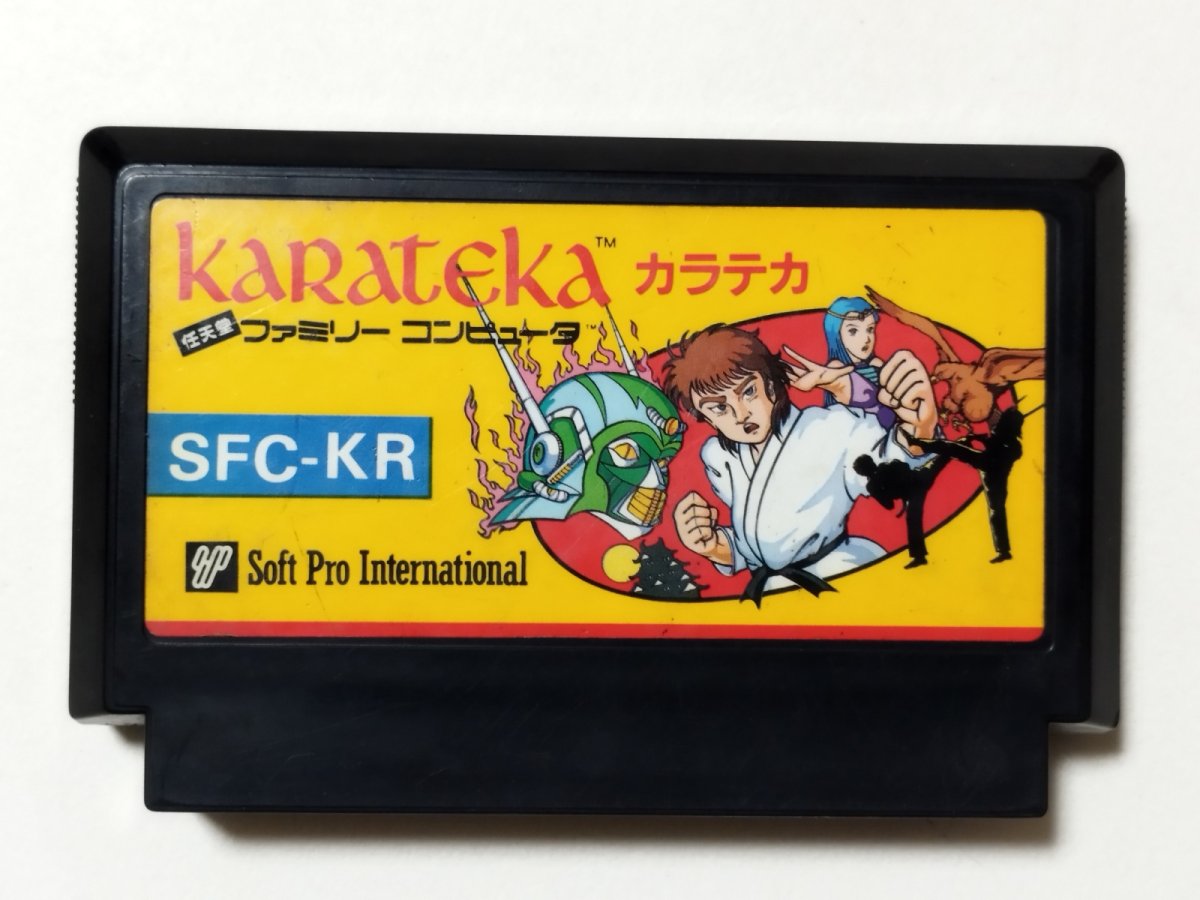 KARATEKA™ カラテカ
任天堂 ファミリー コンピュータ™
SFC-KR
Soft Pro International